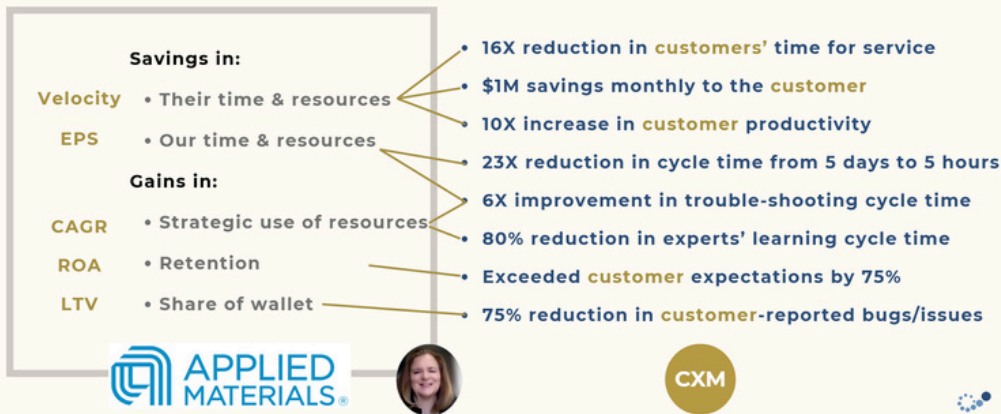 Savings in:
Velocity
• Their time & resources
EPS
• Our time & resources
Gains in:
CAGR
• Strategic use of resources
ROA
• Retention
LTV
• Share of wallet
• 16X reduction in customers’ time for service
• $1M savings monthly to the customer
• 10X increase in customer productivity
• 23X reduction in cycle time from 5 days to 5 hours
• 6X improvement in trouble-shooting cycle time
• 80% reduction in experts’ learning cycle time
• Exceeded customer expectations by 75%
• 75% reduction in customer-reported bugs/issues
APPLIED
MATERIALS®
CXM